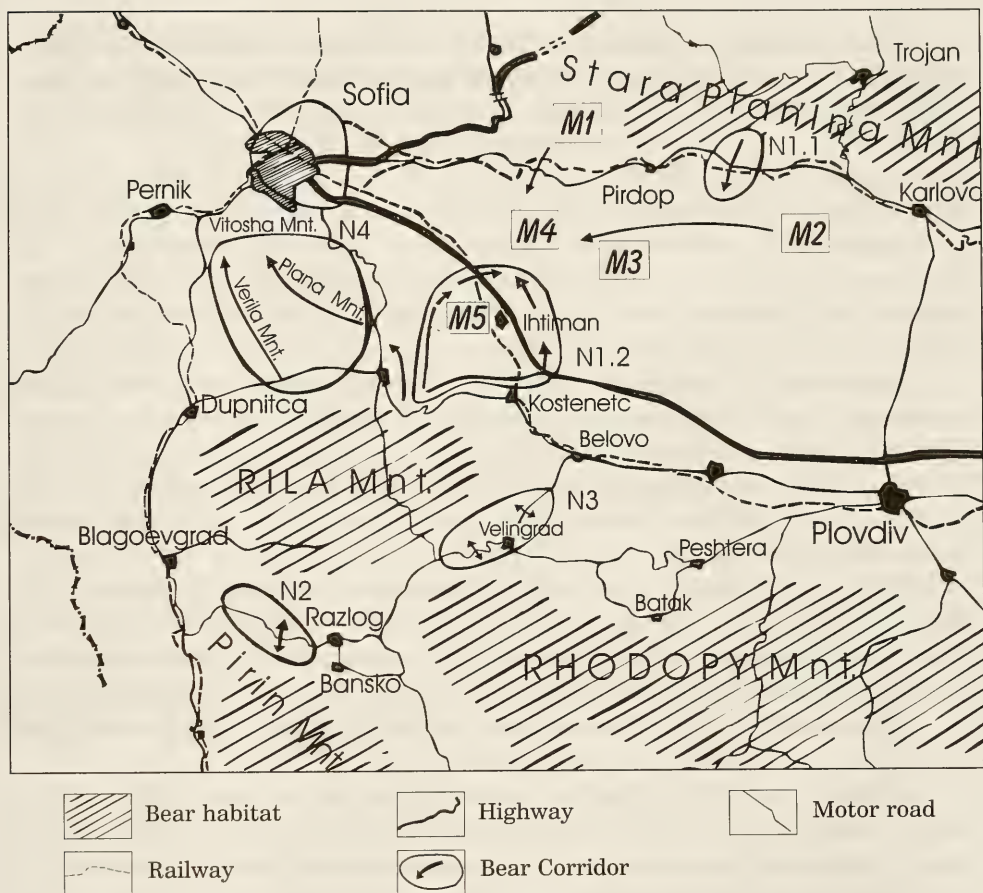 Trojan
Stara Planina Mnt.
Sofia
M1
N1.1
Pernik
Pirdop
Karlovo
Vitosha Mnt.
N4
M4
M2
M3
Plana Mnt.
Verila Mnt.
M5
Ihtiman
N1.2
Dupnitca
Kostenetc
Belovo
RILA Mnt.
N3
Velingrad
Plovdiv
Blagoevgrad
Peshtera
N2
Batak
Razlog
Pirin Mnt.
RHODOPY Mnt.
Bansko
Bear habitat
Highway
Motor road
Railway
Bear Corridor